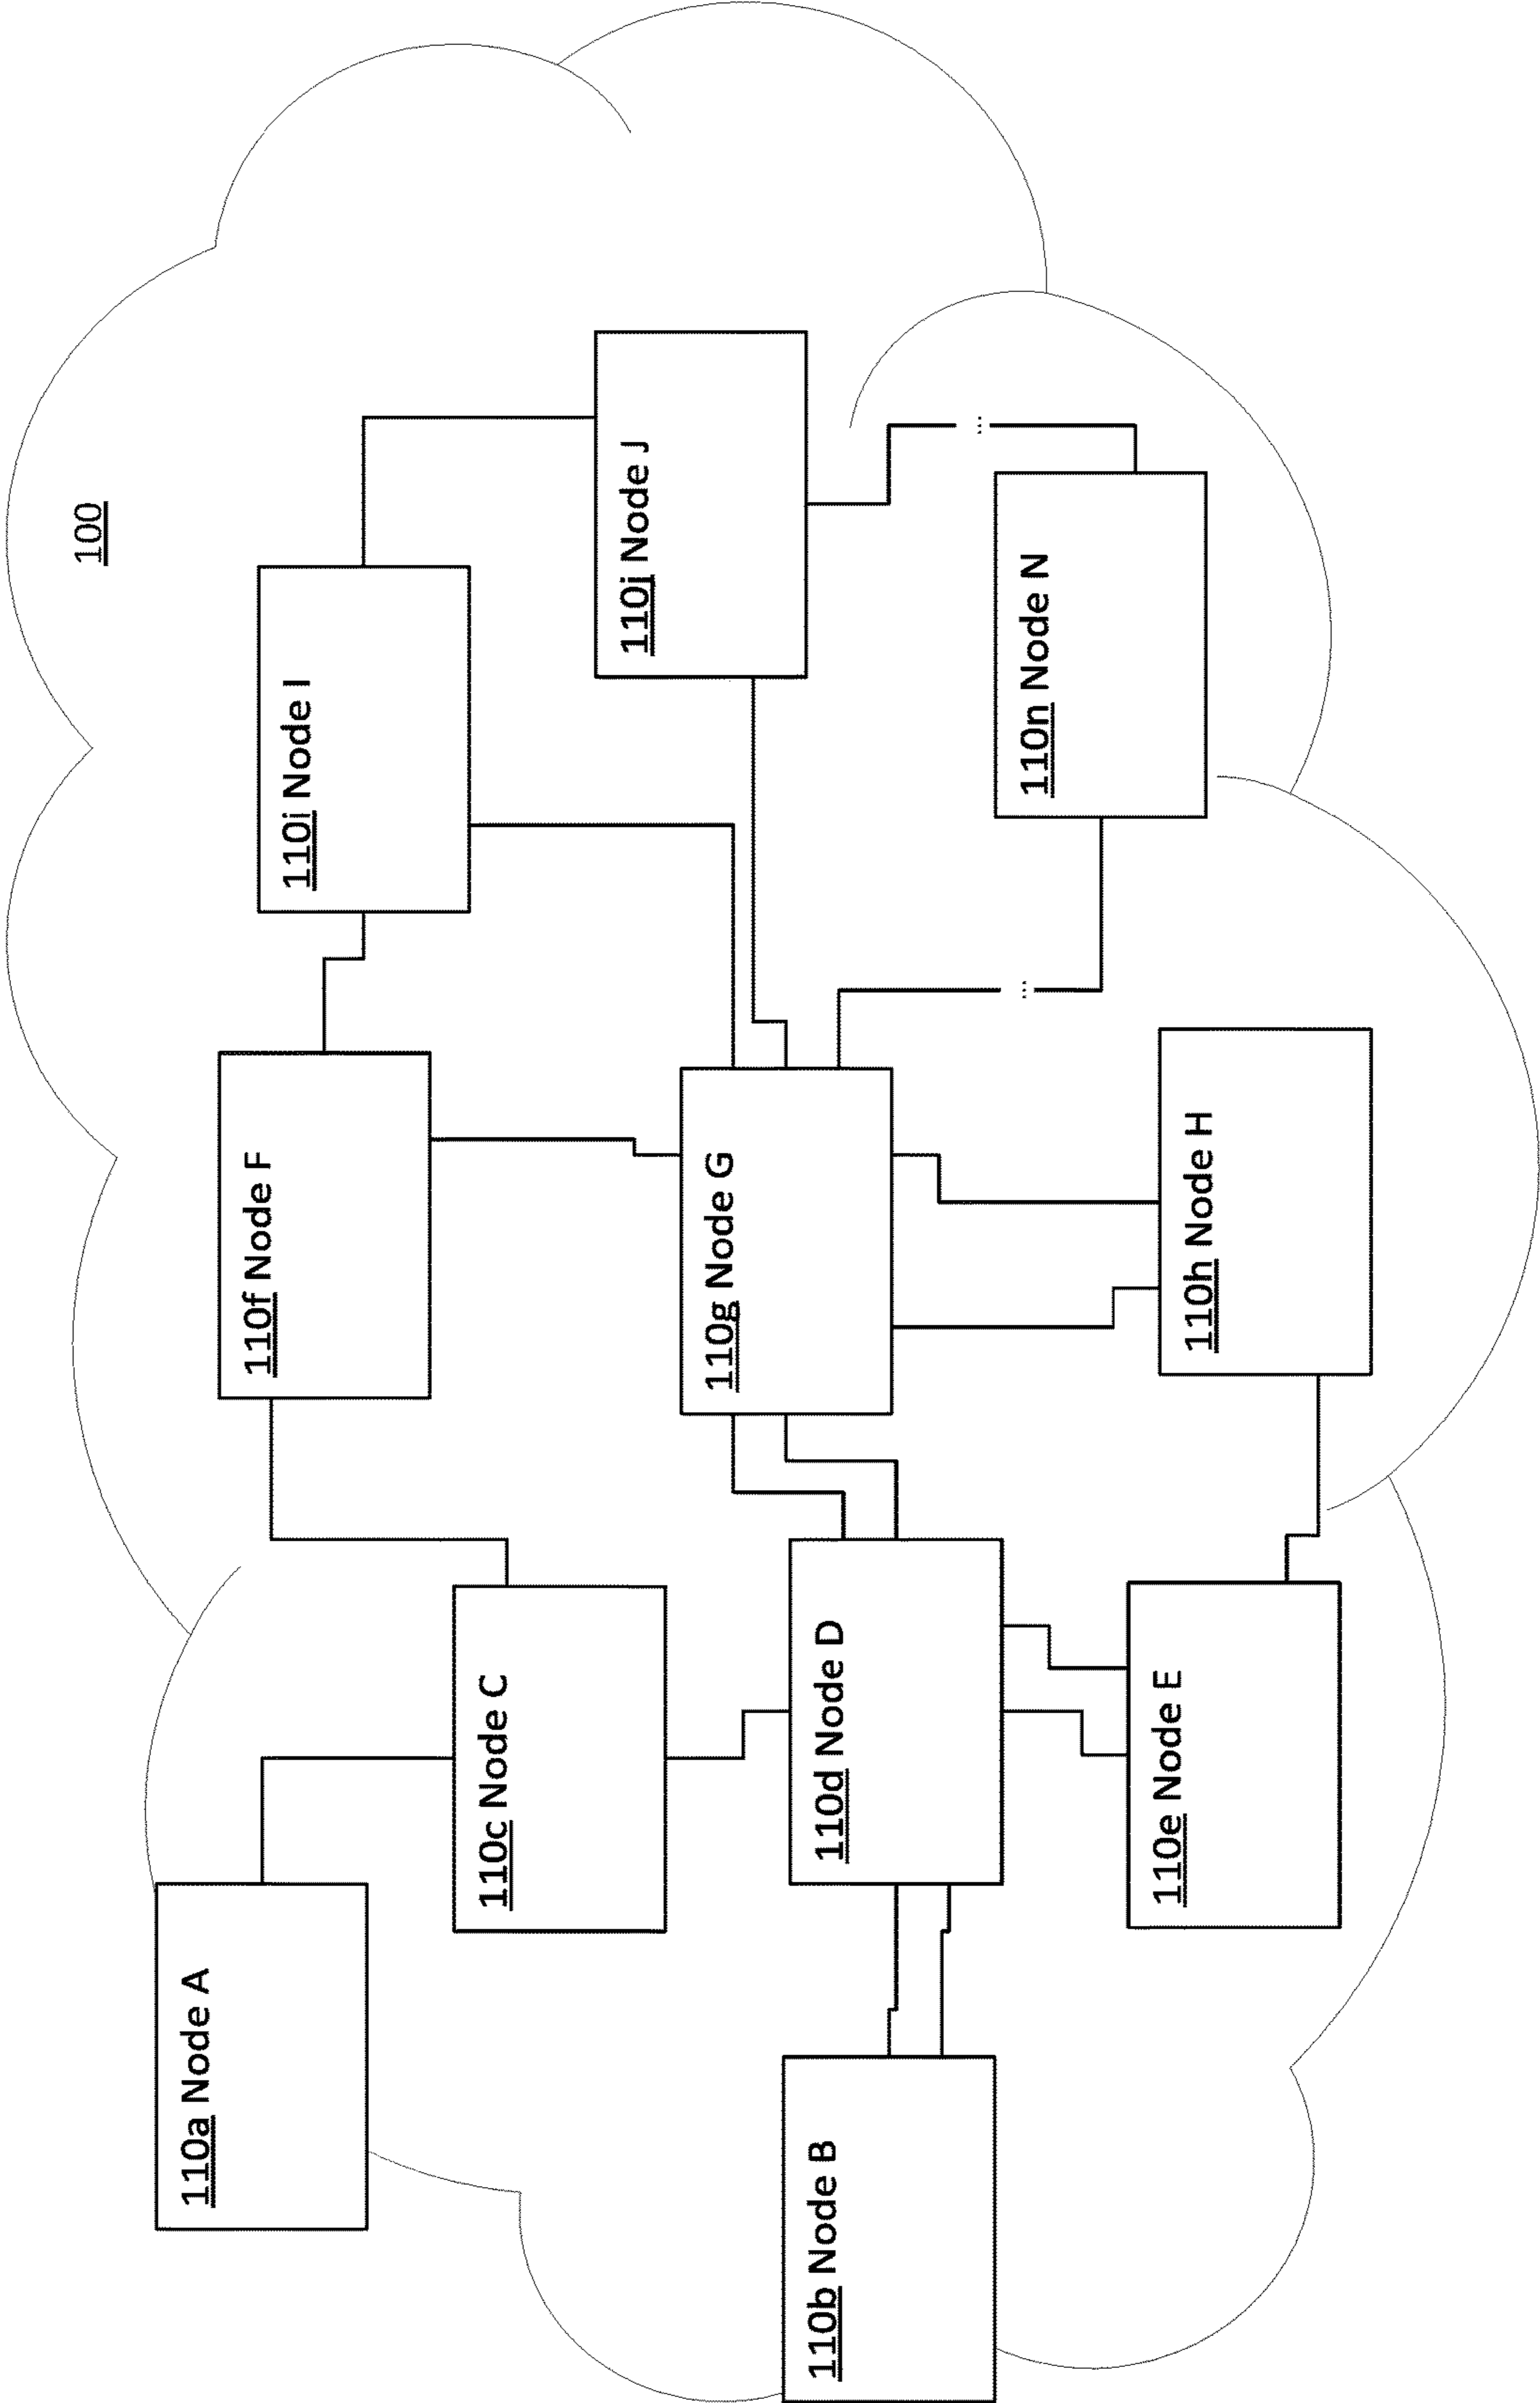 100
110a Node A
110f Node F
110i Node I
110c Node C
110j Node J
110g Node G
110b Node B
110d Node D
...
...
110n Node N
110e Node E
110h Node H